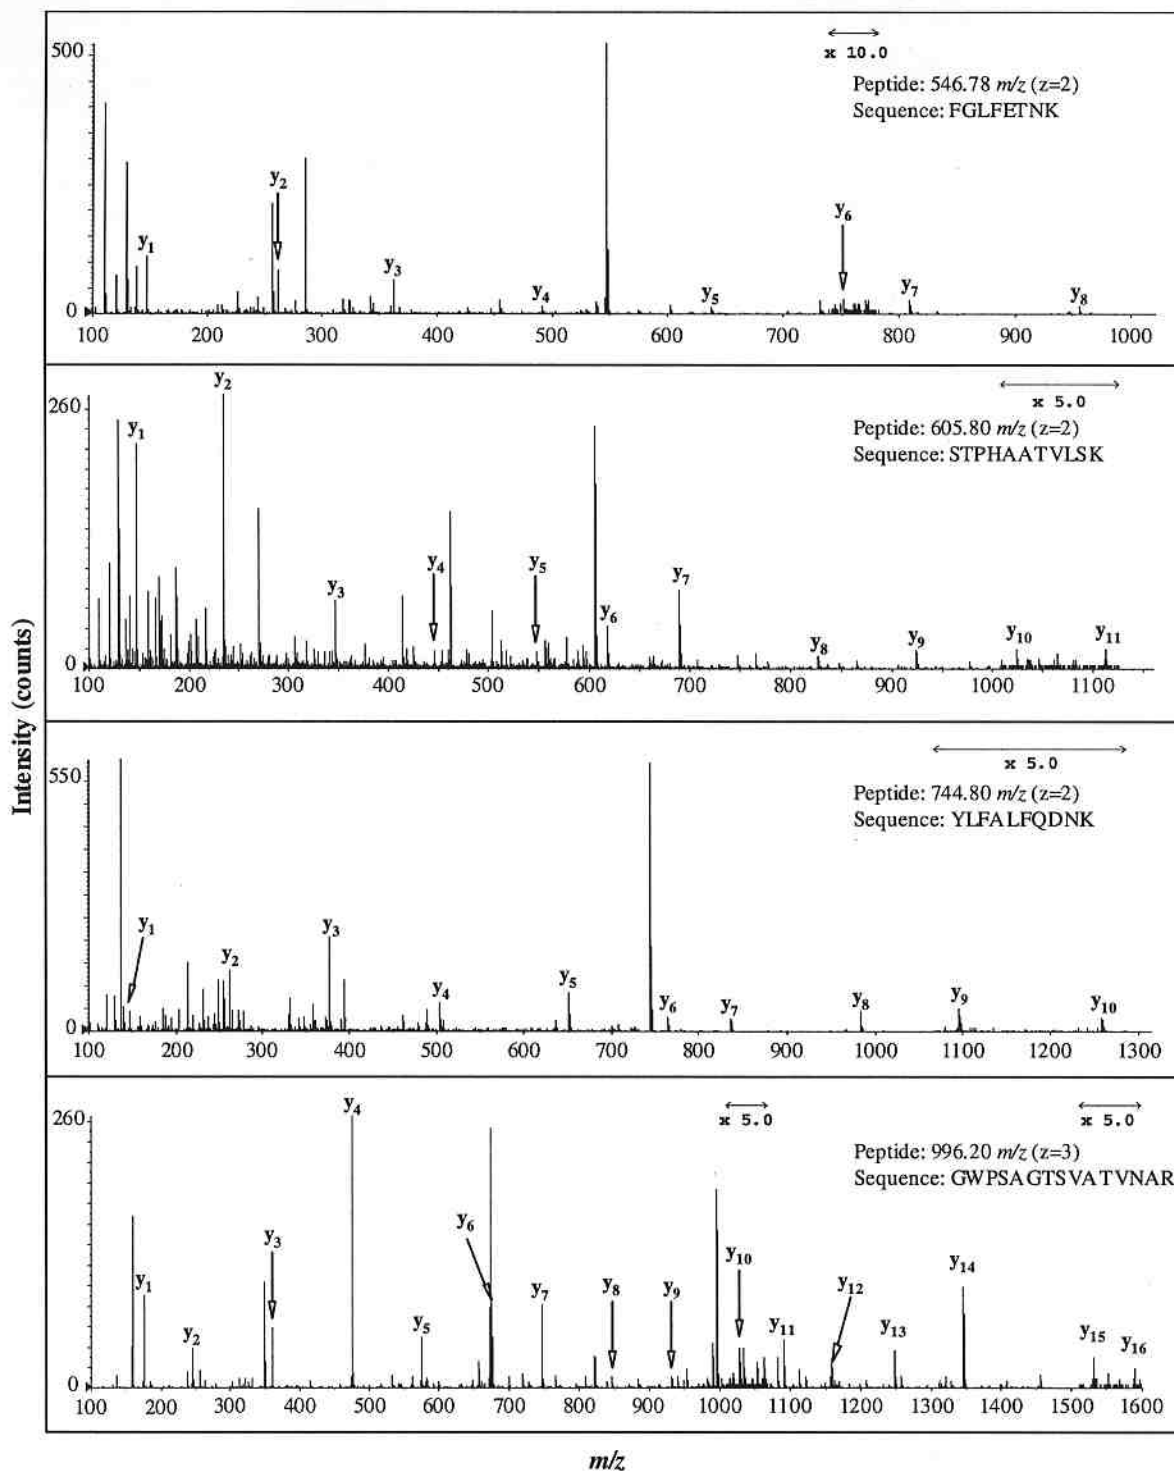 Intensity (counts)
500
0
x 10.0
Peptide: 546.78 m/z (z=2)
Sequence: FGLFETNK
y1
y2
y3
y4
y5
y6
y7
y8
100 200 300 400 500 600 700 800 900 1000
260
0
x 5.0
Peptide: 605.80 m/z (z=2)
Sequence: STPHAATVLSK
y1
y2
y3
y4
y5
y6
y7
y8
y9
y10
y11
100 200 300 400 500 600 700 800 900 1000 1100
550
0
x 5.0
Peptide: 744.80 m/z (z=2)
Sequence: YLFALFQDNK
y1
y2
y3
y4
y5
y6
y7
y8
y9
y10
100 200 300 400 500 600 700 800 900 1000 1100 1200 1300
260
0
x 5.0
x 5.0
Peptide: 996.20 m/z (z=3)
Sequence: GWPSAGTSVATVNAR
y1
y2
y3
y4
y5
y6
y7
y8
y9
y10
y11
y12
y13
y14
y15
y16
100 200 300 400 500 600 700 800 900 1000 1100 1200 1300 1400 1500 1600
m/z